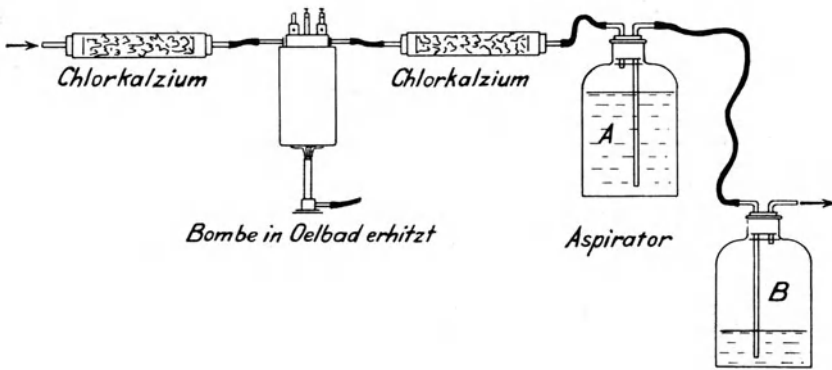 Chlorkalzium
Chlorkalzium
A
Bombe in Oelbad erhitzt
Aspirator
B